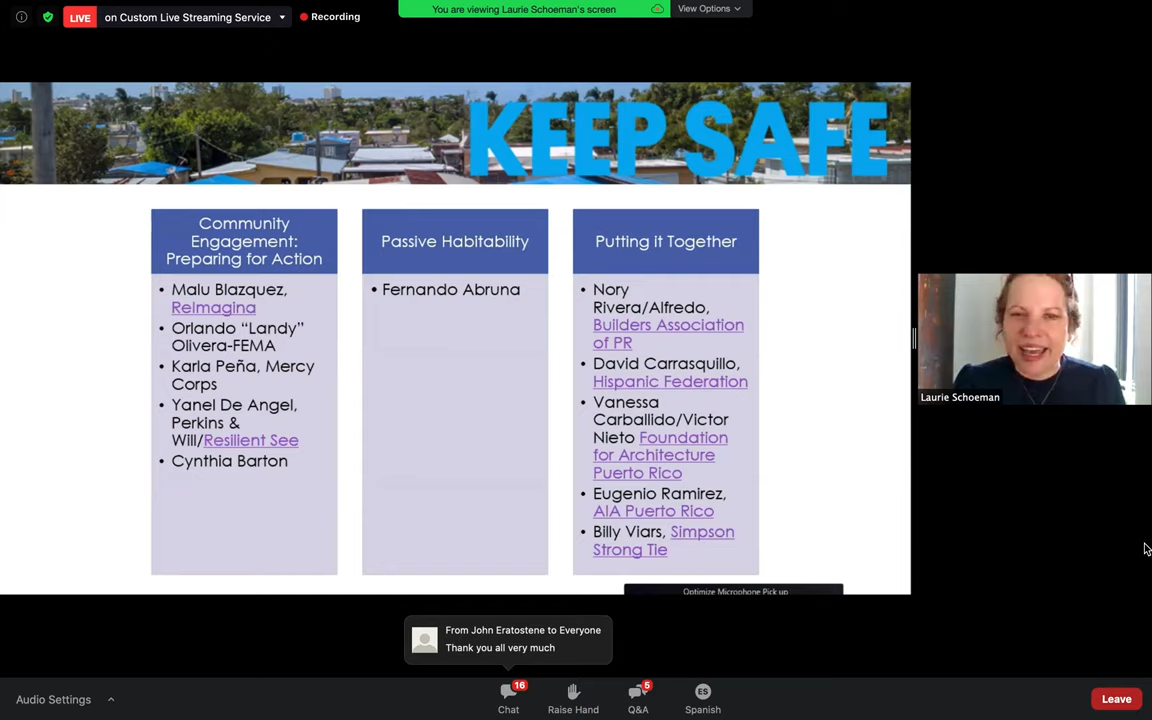 LIVE on Custom Live Streaming Service
Recording
You are viewing Laurie Schoeman's screen
View Options
KEEP SAFE
Community
Engagement:
Preparing for Action
• Malu Blazquez,
ReImagina
• Orlando “Landy”
Olivera-FEMA
• Karla Peña, Mercy
Corps
• Yanel De Angel,
Perkins &
Will/Resilient See
• Cynthia Barton
Passive Habitability
• Fernando Abruna
Putting it Together
• Nory
Rivera/Alfredo,
Builders Association
of PR
• David Carrasquillo,
Hispanic Federation
• Vanessa
Carballido/Victor
Nieto Foundation
for Architecture
Puerto Rico
• Eugenio Ramirez,
AIA Puerto Rico
• Billy Viars, Simpson
Strong Tie
Laurie Schoeman
Optimize Microphone Pick up
From John Eratostene to Everyone
Thank you all very much
Audio Settings
16
Chat
Raise Hand
5
Q&A
ES
Spanish
Leave